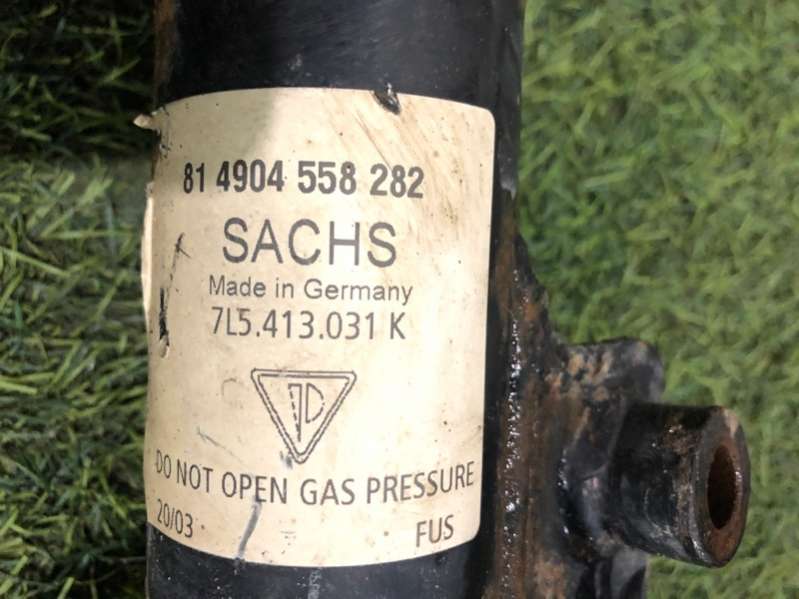 81 4904 558 282
SACHS
Made in Germany
7L5.413.031 K
DO NOT OPEN GAS PRESSURE
20/03
FUS